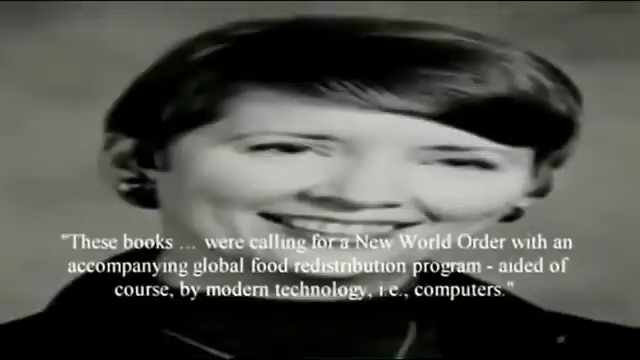 "These books ... were calling for a New World Order with an
accompanying global food redistribution program - aided of
course, by modern technology, i.e., computers."